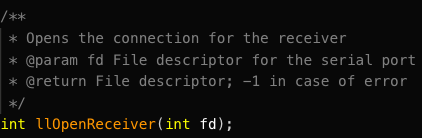 /**
 * Opens the connection for the receiver
 * @param fd File descriptor for the serial port
 * @return File descriptor; -1 in case of error
 */
int llOpenReceiver(int fd);